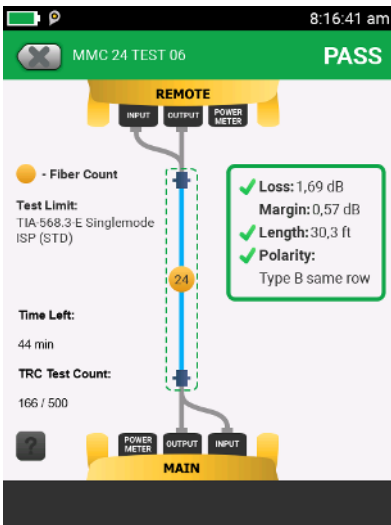 8:16:41 am
MMC 24 TEST 06
PASS
REMOTE
INPUT
OUTPUT
POWER
METER
- Fiber Count
Test Limit:
TIA-568.3-E Singlemode
ISP (STD)
Loss: 1,69 dB
Margin: 0,57 dB
Length: 30,3 ft
Polarity:
Type B same row
24
Time Left:
44 min
TRC Test Count:
166 / 500
?
POWER
METER
OUTPUT
INPUT
MAIN